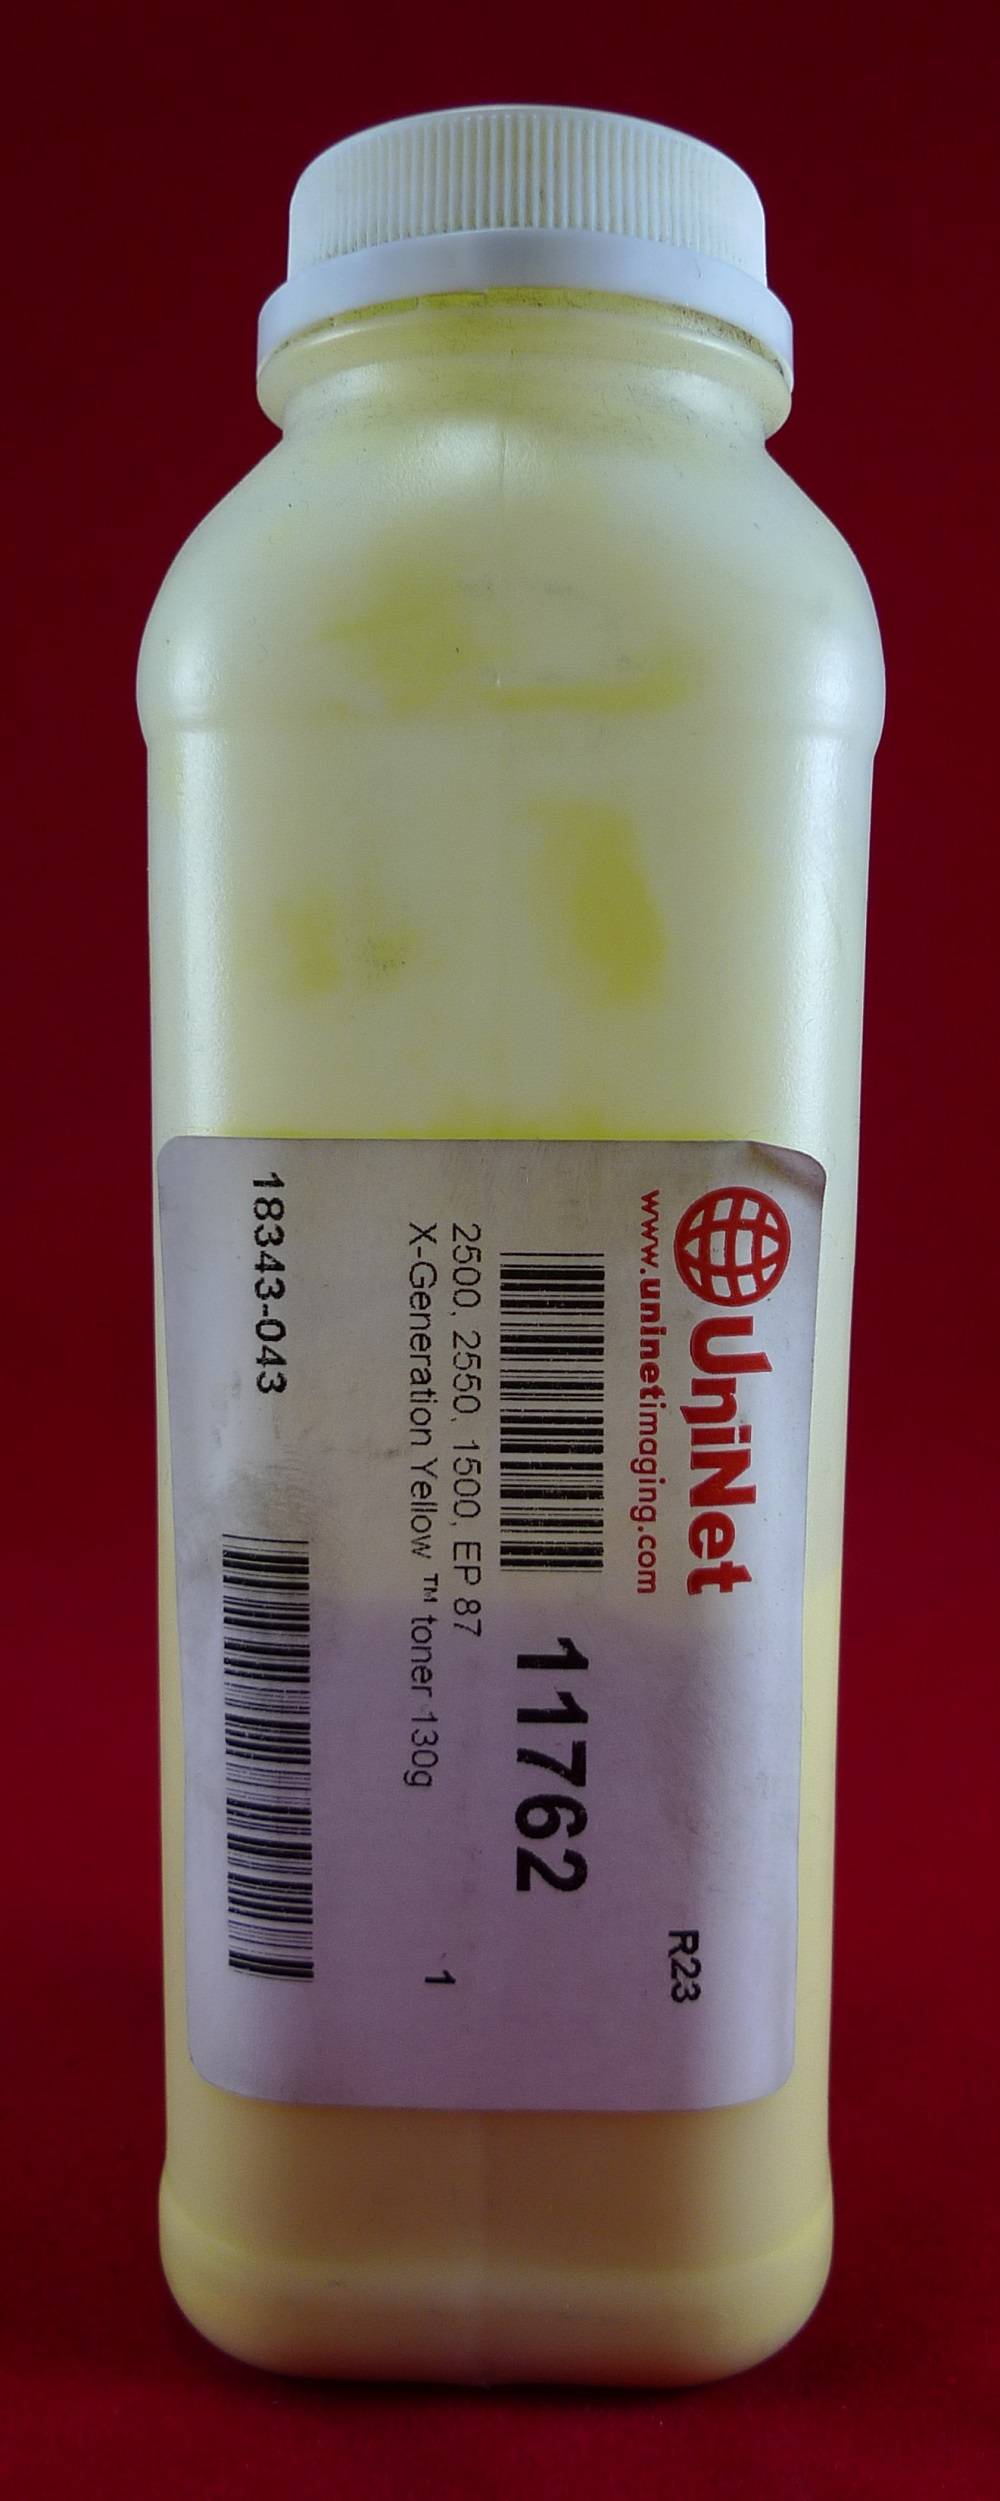 UniNet
www.uninetimaging.com
R23
11762
2500, 2550, 1500, EP 87
X-Generation Yellow ™ toner 130g
1
18343-043